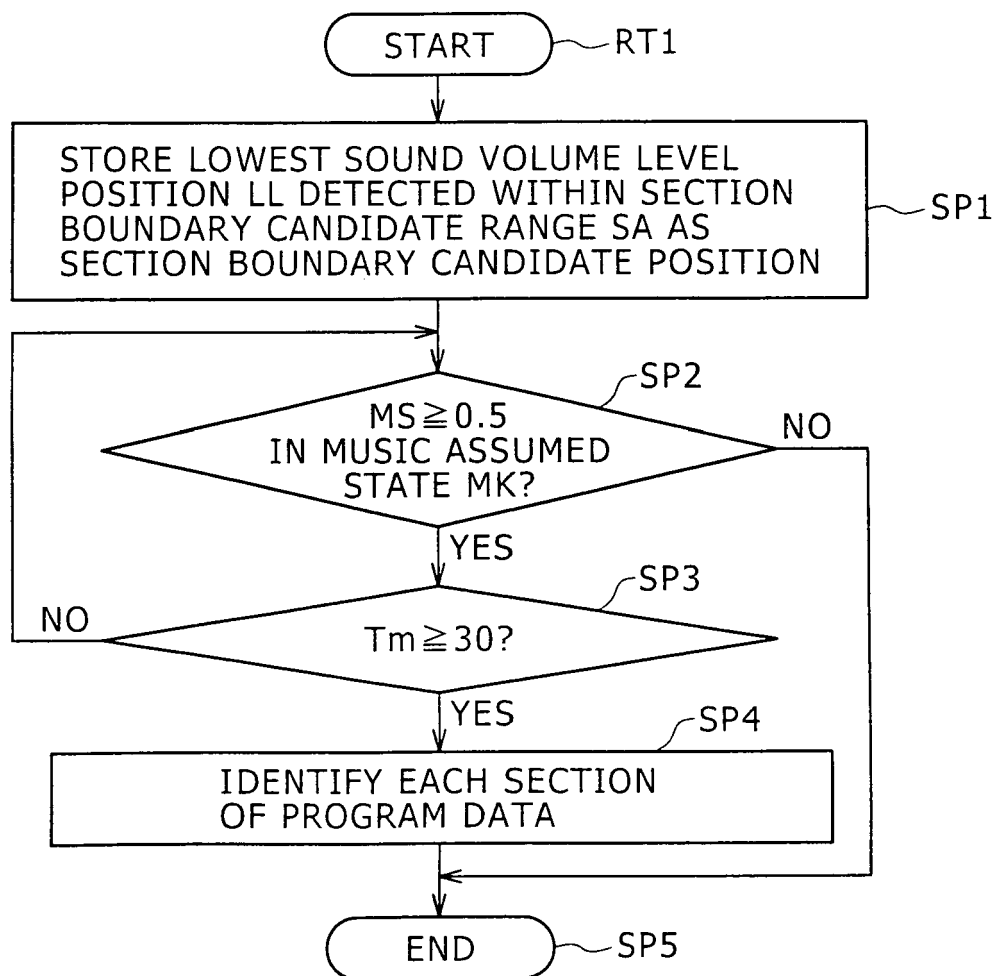 START
RT1
STORE LOWEST SOUND VOLUME LEVEL
POSITION LL DETECTED WITHIN SECTION
BOUNDARY CANDIDATE RANGE SA AS
SECTION BOUNDARY CANDIDATE POSITION
SP1
SP2
MS≧0.5
IN MUSIC ASSUMED
STATE MK?
NO
YES
SP3
NO
Tm≧30?
YES
SP4
IDENTIFY EACH SECTION
OF PROGRAM DATA
END
SP5